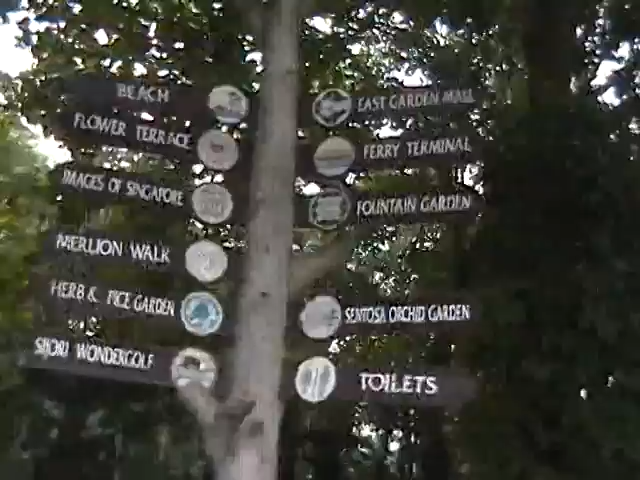 BEACH
FLOWER TERRACE
IMAGES OF SINGAPORE
MERLION WALK
HERB & PICE GARDEN
WONDERGOLF
EAST GARDEN MALL
FERRY TERMINAL
FOUNTAIN GARDEN
SENTOSA ORCHID GARDEN
TOILETS